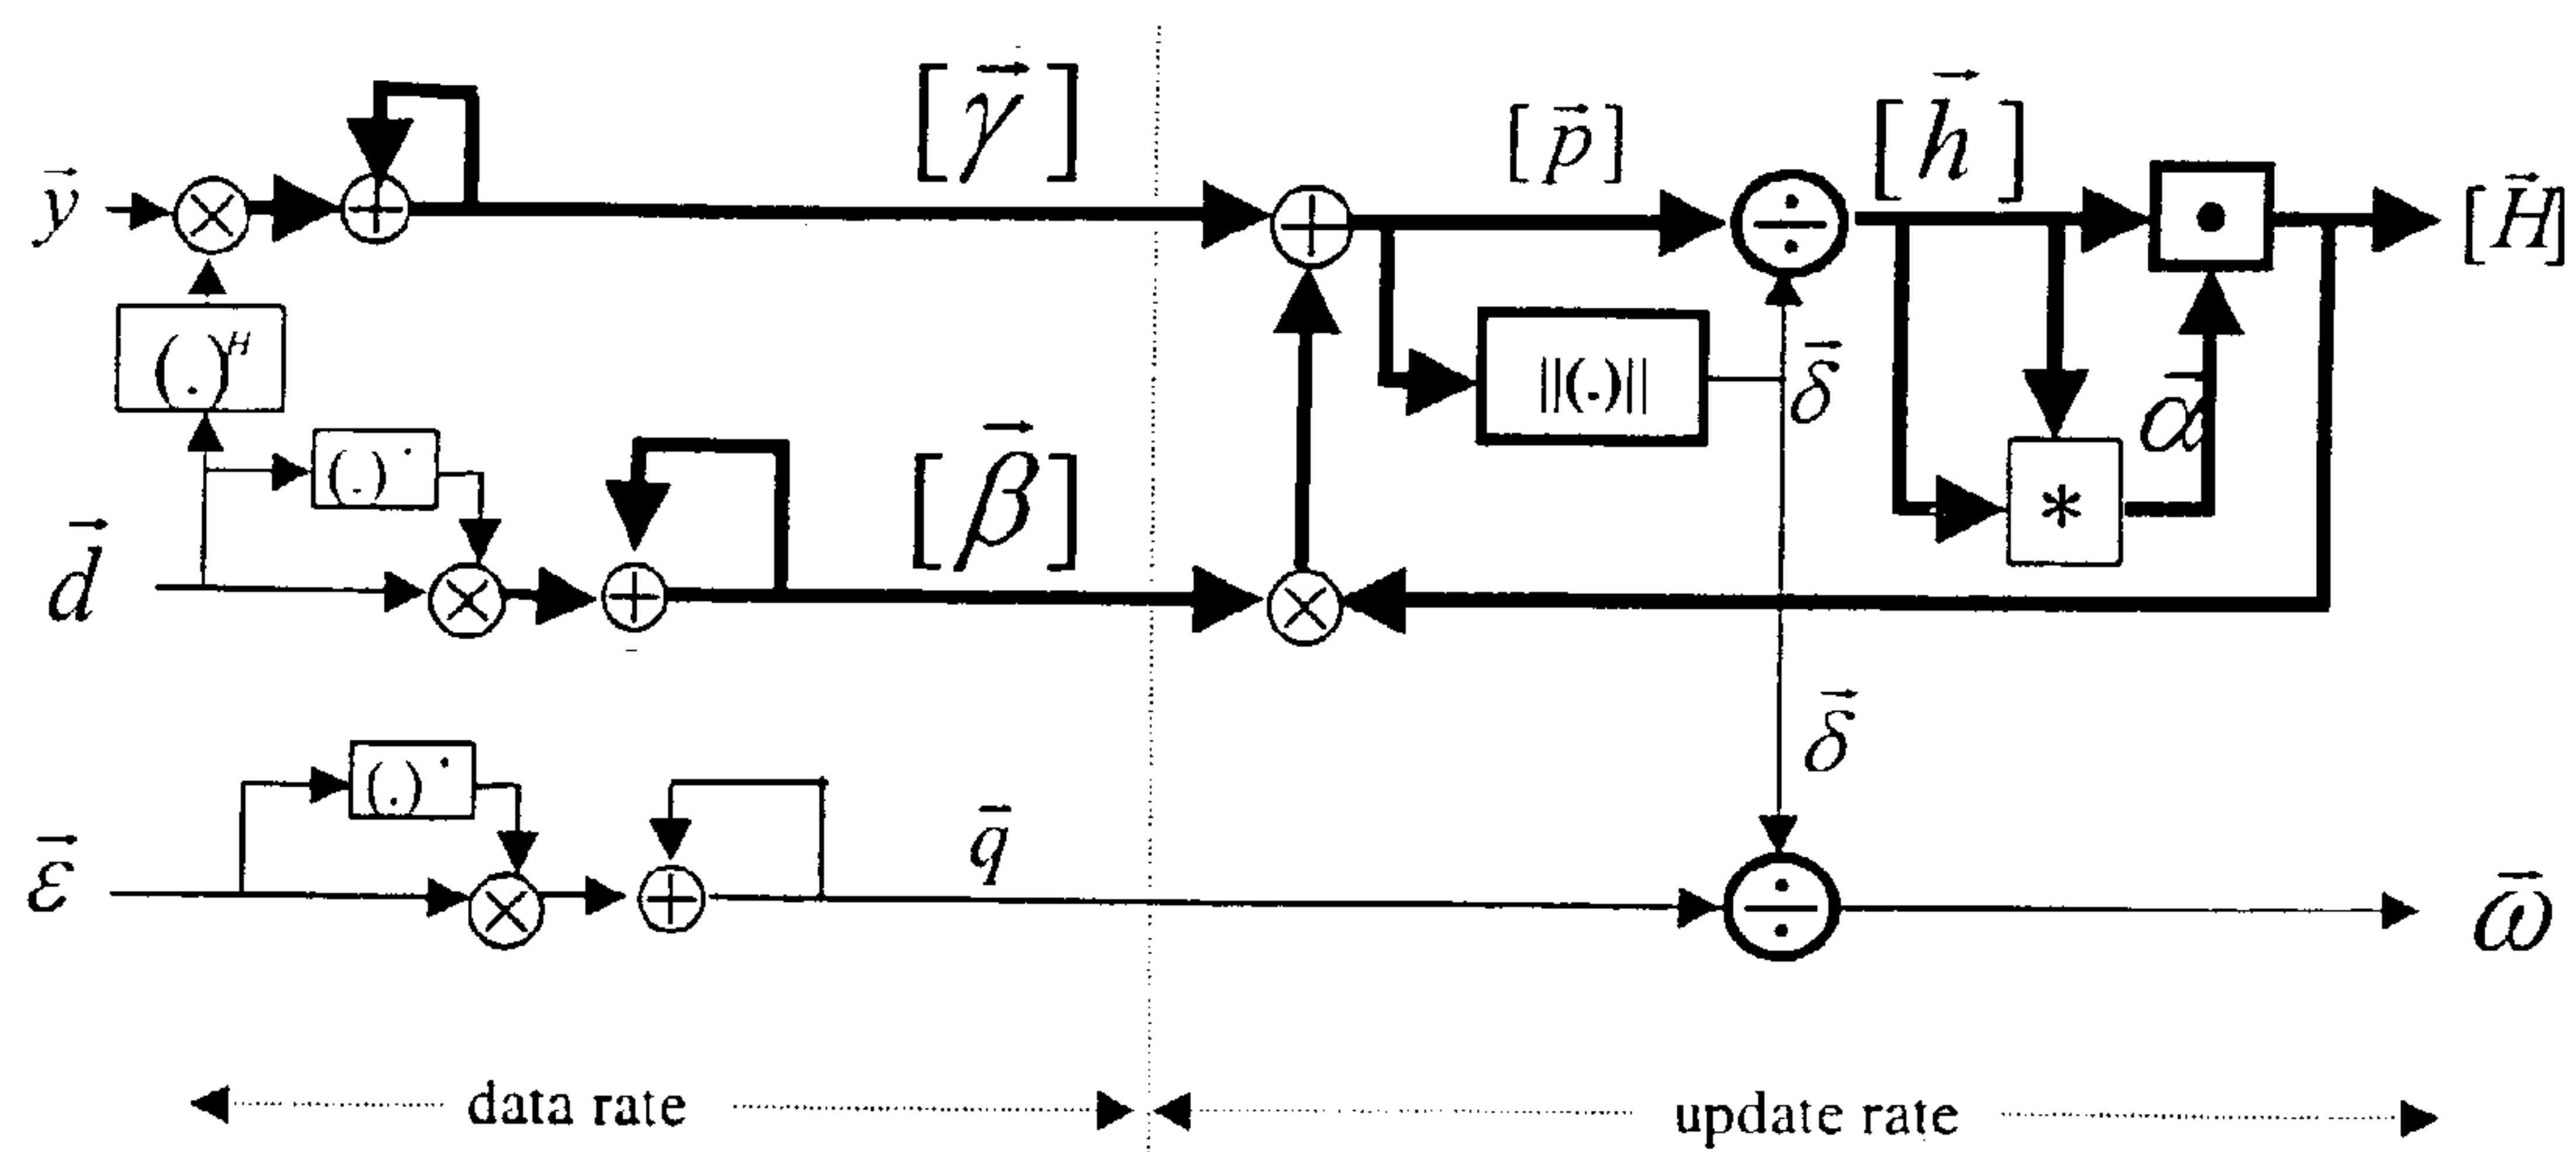 [γ⃗]
[p⃗]
[h⃗]
y⃗
[H⃗]
(.)ᴴ
||(.)||
δ⃗
α⃗
(.)*
[β⃗]
*
d⃗
δ⃗
(.)*
q̄
ε⃗
ω⃗
data rate
update rate